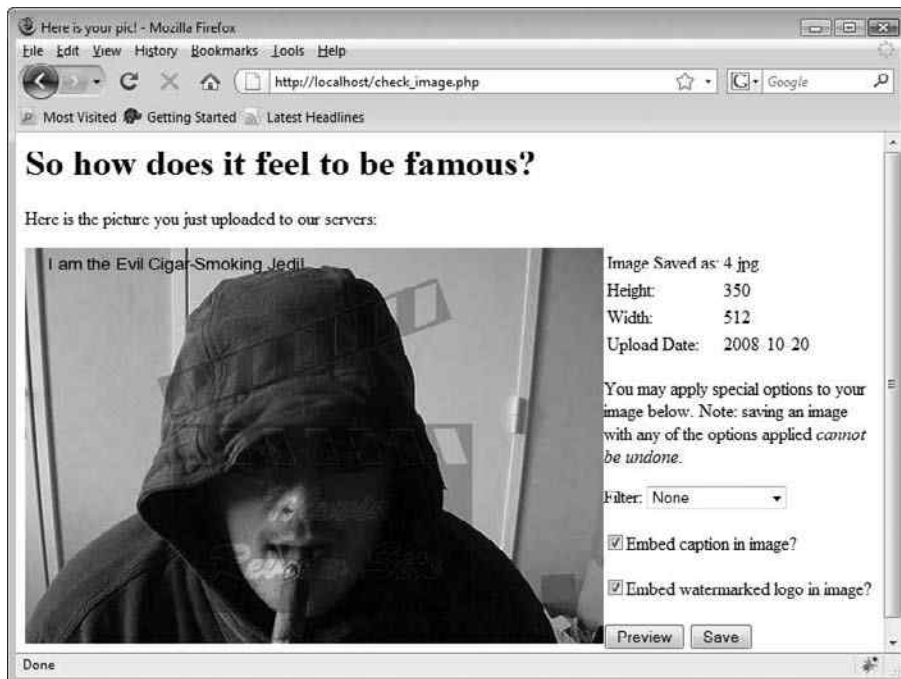 Here is your pic! - Mozilla Firefox
File Edit View History Bookmarks Tools Help
http://localhost/check_image.php
Google
Most Visited Getting Started Latest Headlines
So how does it feel to be famous?
Here is the picture you just uploaded to our servers:
I am the Evil Cigar-Smoking Jedi!
Image Saved as: 4.jpg
Height: 350
Width: 512
Upload Date: 2008-10-20
You may apply special options to your
image below. Note: saving an image
with any of the options applied cannot
be undone.
Filter: None
Embed caption in image?
Embed watermarked logo in image?
Preview Save
Done